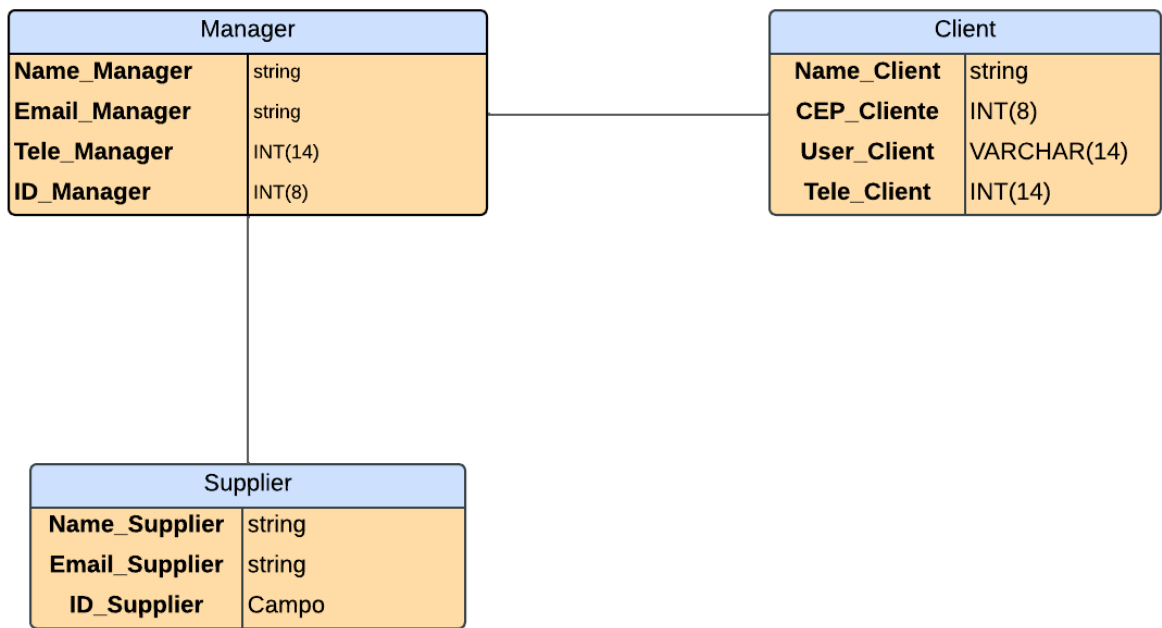 Manager
Name_Manager string
Email_Manager string
Tele_Manager INT(14)
ID_Manager INT(8)
Client
Name_Client string
CEP_Cliente INT(8)
User_Client VARCHAR(14)
Tele_Client INT(14)
Supplier
Name_Supplier string
Email_Supplier string
ID_Supplier Campo